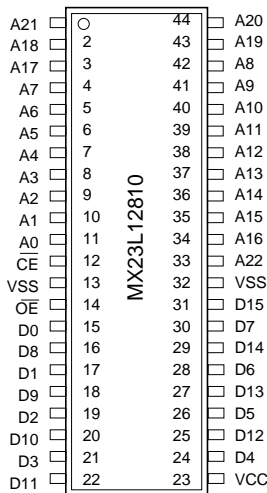 A21 44 A20
A18 2 43 A19
A17 3 42 A8
A7 4 41 A9
A6 5 40 A10
A5 6 39 A11
A4 7 38 A12
A3 8 37 A13
A2 9 36 A14
A1 10 35 A15
A0 11 34 A16
CE 12 33 A22
VSS 13 32 VSS
OE 14 31 D15
D0 15 30 D7
D8 16 29 D14
D1 17 28 D6
D9 18 27 D13
D2 19 26 D5
D10 20 25 D12
D3 21 24 D4
D11 22 23 VCC
MX23L12810